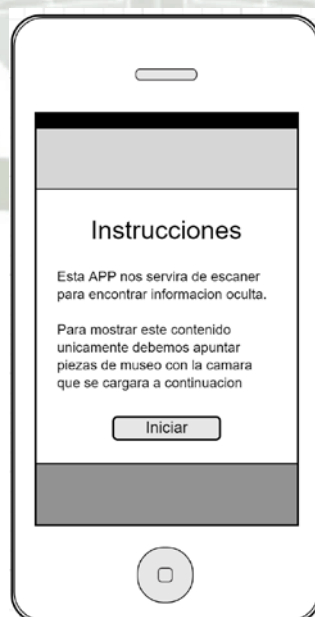 Instrucciones
Esta APP nos servira de escaner
para encontrar informacion oculta.
Para mostrar este contenido
unicamente debemos apuntar
piezas de museo con la camara
que se cargara a continuacion
Iniciar